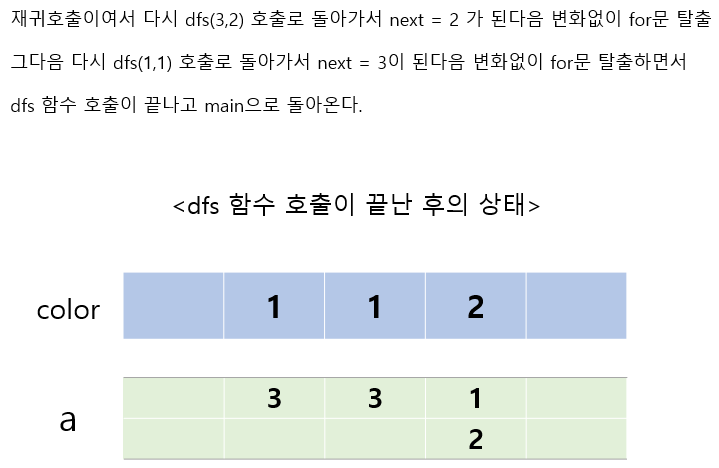 재귀호출이여서 다시 dfs(3,2) 호출로 돌아가서 next = 2 가 된다음 변화없이 for문 탈출
그다음 다시 dfs(1,1) 호출로 돌아가서 next = 3이 된다음 변화없이 for문 탈출하면서
dfs 함수 호출이 끝나고 main으로 돌아온다.
<dfs 함수 호출이 끝난 후의 상태>
color 1 1 2
a 3 3 1
2